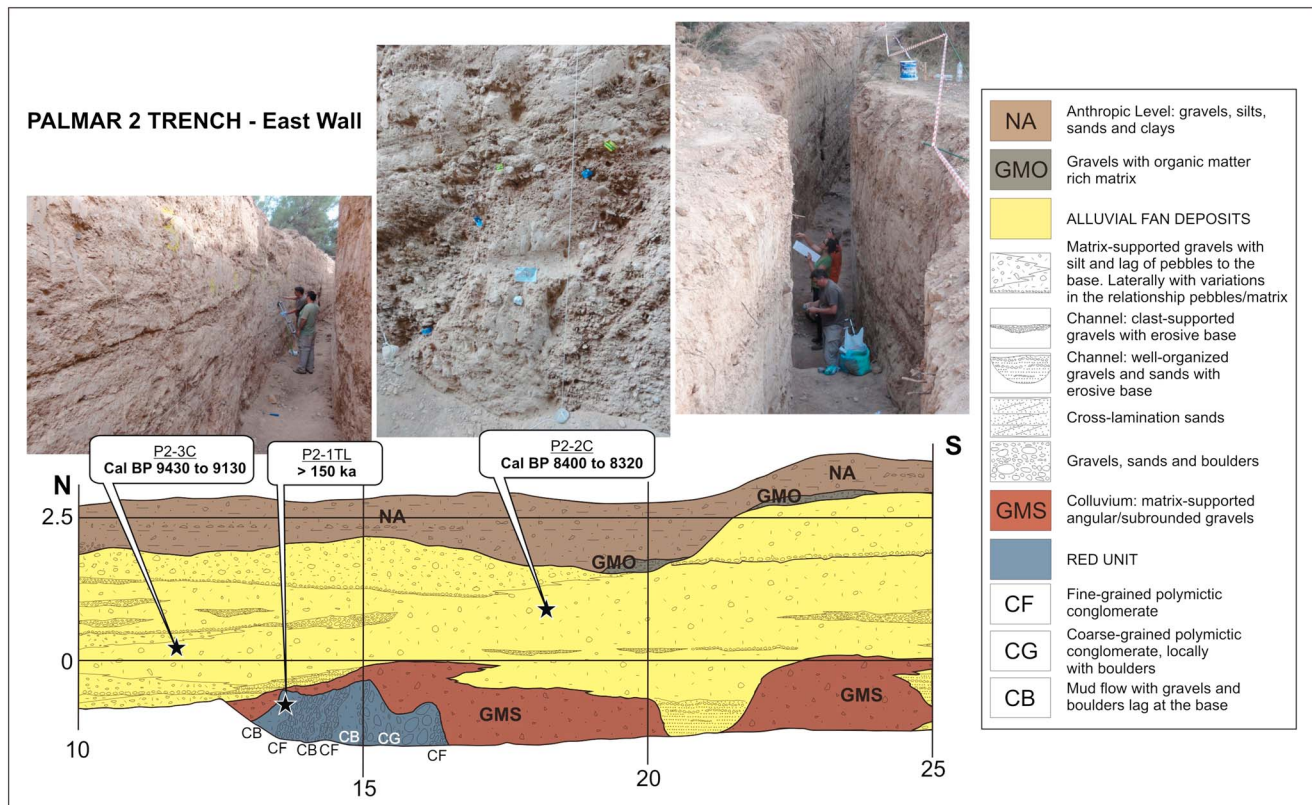 PALMAR 2 TRENCH - East Wall
NA
Anthropic Level: gravels, silts,
sands and clays
GMO
Gravels with organic matter
rich matrix
ALLUVIAL FAN DEPOSITS
Matrix-supported gravels with
silt and lag of pebbles to the
base. Laterally with variations
in the relationship pebbles/matrix
Channel: clast-supported
gravels with erosive base
Channel: well-organized
gravels and sands with
erosive base
Cross-lamination sands
Gravels, sands and boulders
GMS
Colluvium: matrix-supported
angular/subrounded gravels
RED UNIT
CF
Fine-grained polymictic
conglomerate
CG
Coarse-grained polymictic
conglomerate, locally
with boulders
CB
Mud flow with gravels and
boulders lag at the base
P2-3C
Cal BP 9430 to 9130
P2-1TL
> 150 ka
P2-2C
Cal BP 8400 to 8320
N
S
2.5
NA
GMO
NA
GMO
0
GMS
GMS
CB
CF
CB
CF
CB
CG
CF
10
15
20
25